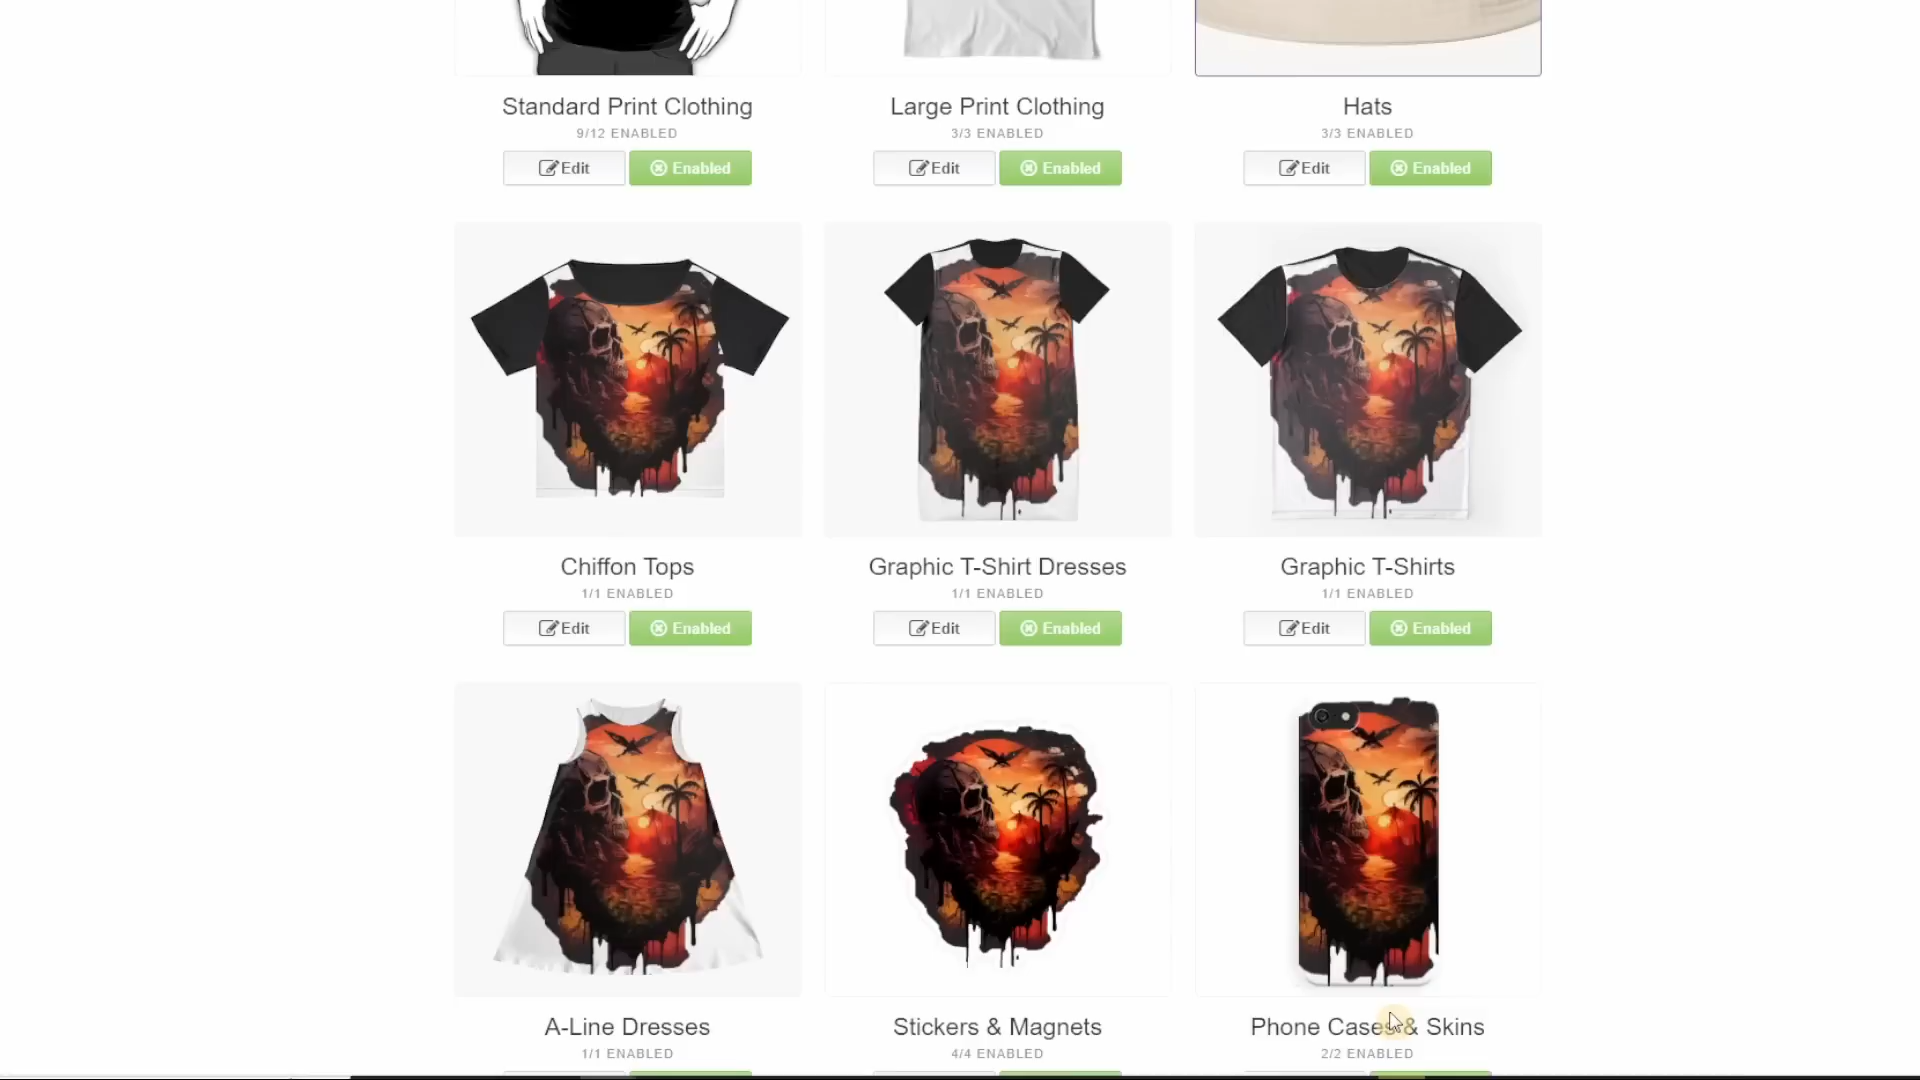 Standard Print Clothing
9/12 ENABLED
Edit
Enabled
Large Print Clothing
3/3 ENABLED
Edit
Enabled
Hats
3/3 ENABLED
Edit
Enabled
Chiffon Tops
1/1 ENABLED
Edit
Enabled
Graphic T-Shirt Dresses
1/1 ENABLED
Edit
Enabled
Graphic T-Shirts
1/1 ENABLED
Edit
Enabled
A-Line Dresses
1/1 ENABLED
Stickers & Magnets
4/4 ENABLED
Phone Cases & Skins
2/2 ENABLED